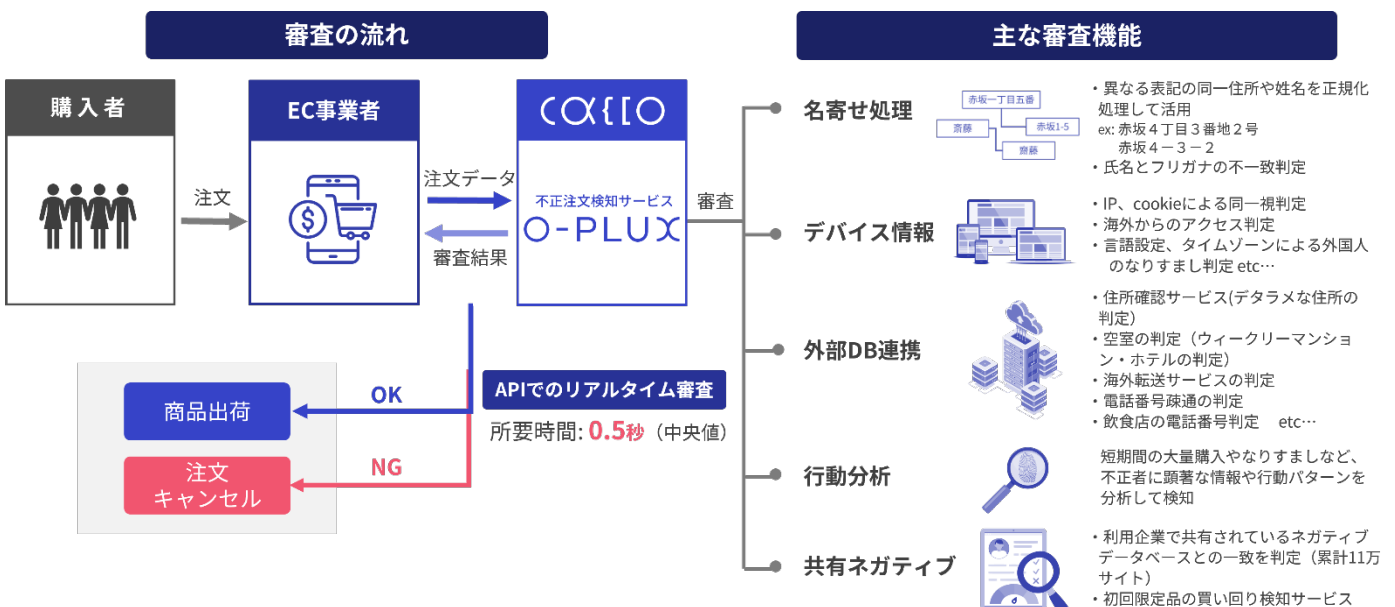 審査の流れ
購入者
EC事業者
CACCO
不正注文検知サービス
O-PLUX
注文
注文データ
審査結果
審査
OK
商品出荷
NG
注文
キャンセル
APIでのリアルタイム審査
所要時間: 0.5秒（中央値）
主な審査機能
名寄せ処理
赤坂一丁目五番
赤坂1-5
斎藤
齋藤
・異なる表記の同一住所や姓名を正規化
処理して活用
ex: 赤坂４丁目３番地２号
赤坂４－３－２
・氏名とフリガナの不一致判定
デバイス情報
・IP、cookieによる同一視判定
・海外からのアクセス判定
・言語設定、タイムゾーンによる外国人
のなりすまし判定 etc…
外部DB連携
・住所確認サービス(デタラメな住所の
判定）
・空室の判定（ウィークリーマンショ
ン・ホテルの判定）
・海外転送サービスの判定
・電話番号疎通の判定
・飲食店の電話番号判定　etc…
行動分析
短期間の大量購入やなりすましなど、
不正者に顕著な情報や行動パターンを
分析して検知
共有ネガティブ
・利用企業で共有されているネガティブ
データベースとの一致を判定（累計11万
サイト）
・初回限定品の買い回り検知サービス